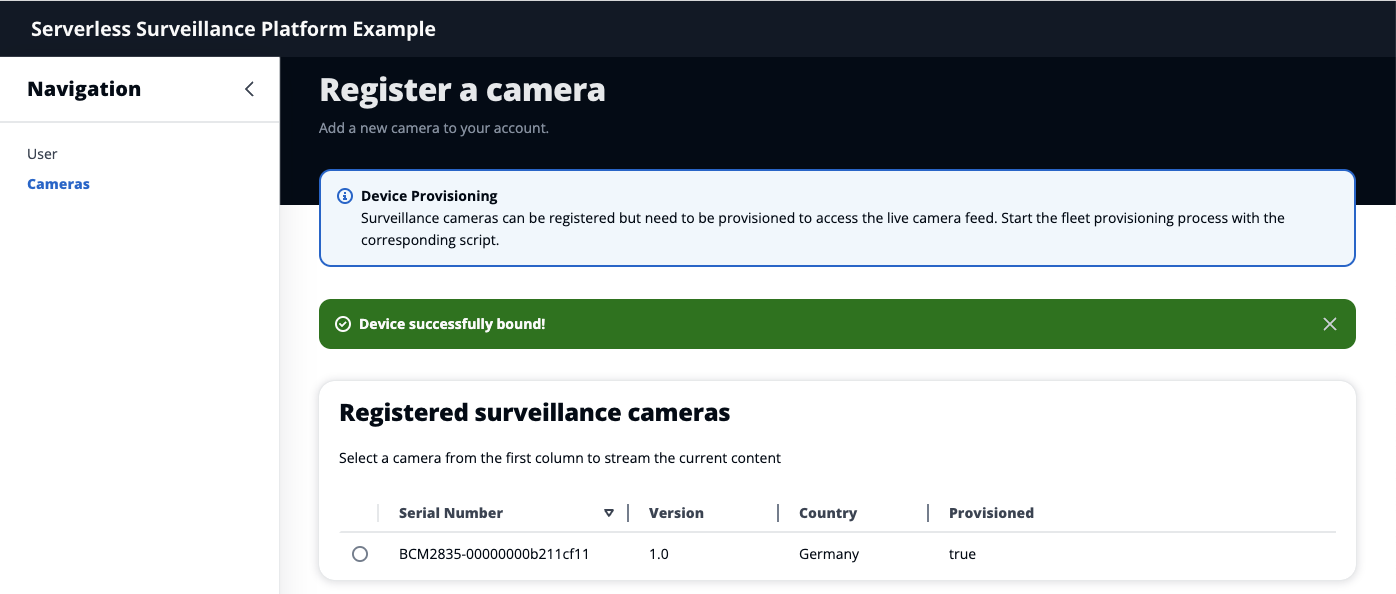 Serverless Surveillance Platform Example
Navigation
User
Cameras
Register a camera
Add a new camera to your account.
Device Provisioning
Surveillance cameras can be registered but need to be provisioned to access the live camera feed. Start the fleet provisioning process with the
corresponding script.
Device successfully bound!
Registered surveillance cameras
Select a camera from the first column to stream the current content
Serial Number Version Country Provisioned
BCM2835-00000000b211cf11 1.0 Germany true